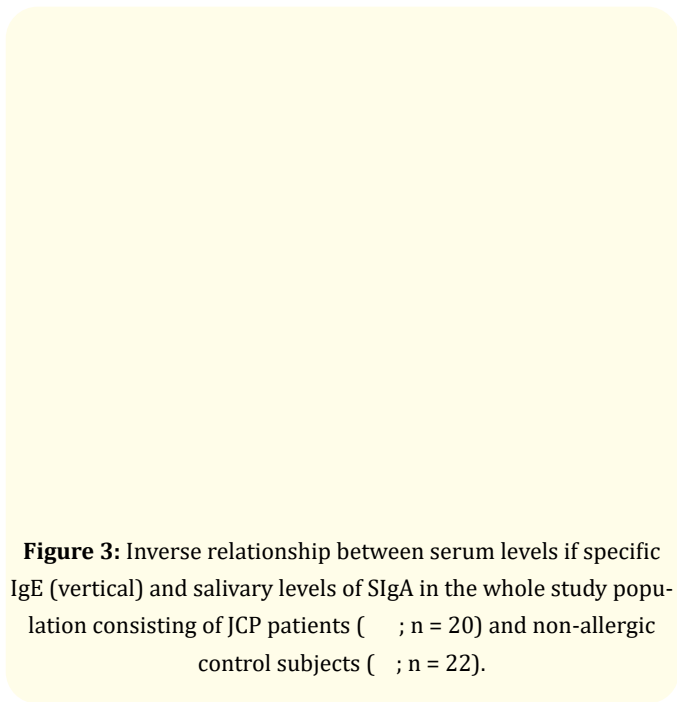 Figure 3: Inverse relationship between serum levels if specific
IgE (vertical) and salivary levels of SIgA in the whole study popu-
lation consisting of JCP patients (     ; n = 20) and non-allergic
control subjects (   ; n = 22).